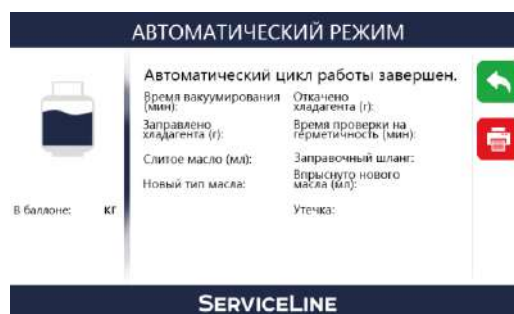 АВТОМАТИЧЕСКИЙ РЕЖИМ
Автоматический цикл работы завершен.
Время вакуумирования
(мин):
Откачено
хладагента (г):
Заправлено
хладагента (г):
Время проверки на
герметичность (мин):
Слитое масло (мл):
Заправочный шланг:
Новый тип масла:
Впрыснуто нового
масла (мл):
В баллоне: кг
Утечка:
SERVICELINE